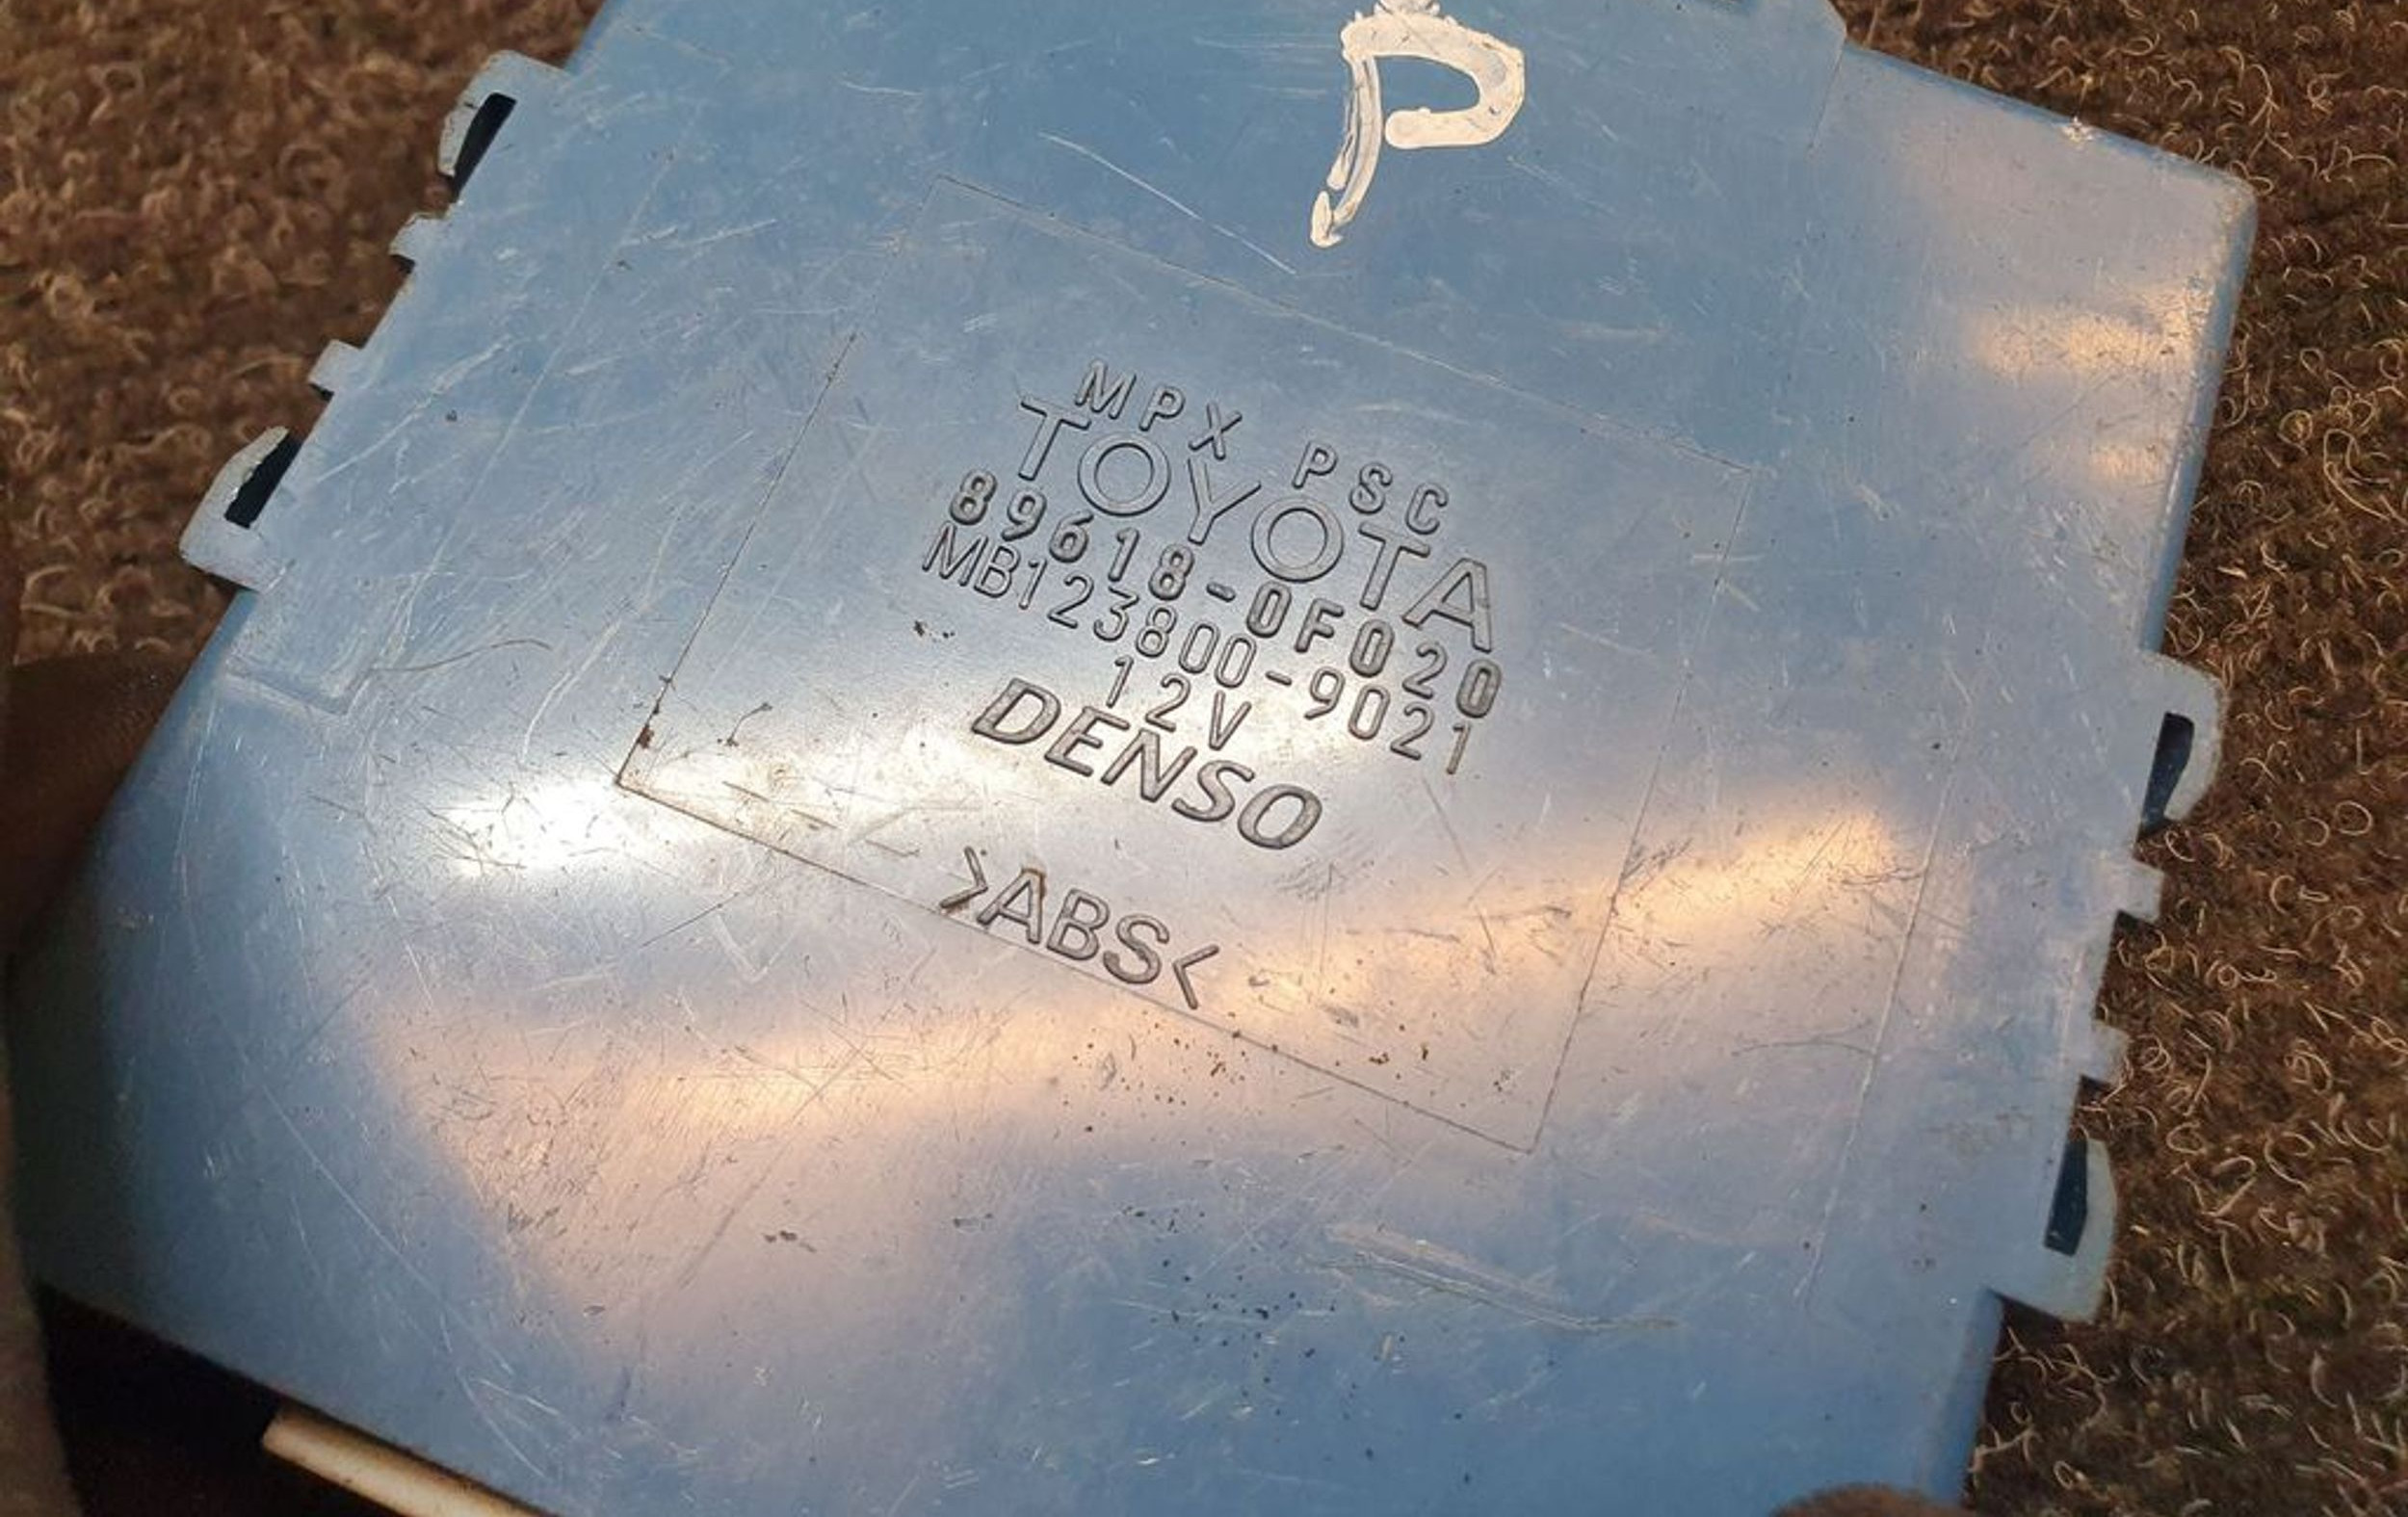 P
MPX PSC
TOYOTA
89618-0F020
MB123800-9021
12V
DENSO
>ABS<